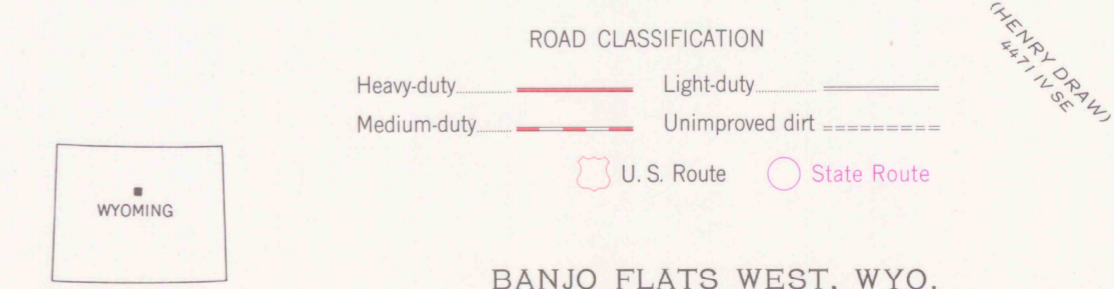 (HENRY DRAW)
4471 IV SE
ROAD CLASSIFICATION
Heavy-duty Light-duty
Medium-duty Unimproved dirt
U. S. Route State Route
WYOMING
BANJO FLATS WEST, WYO.